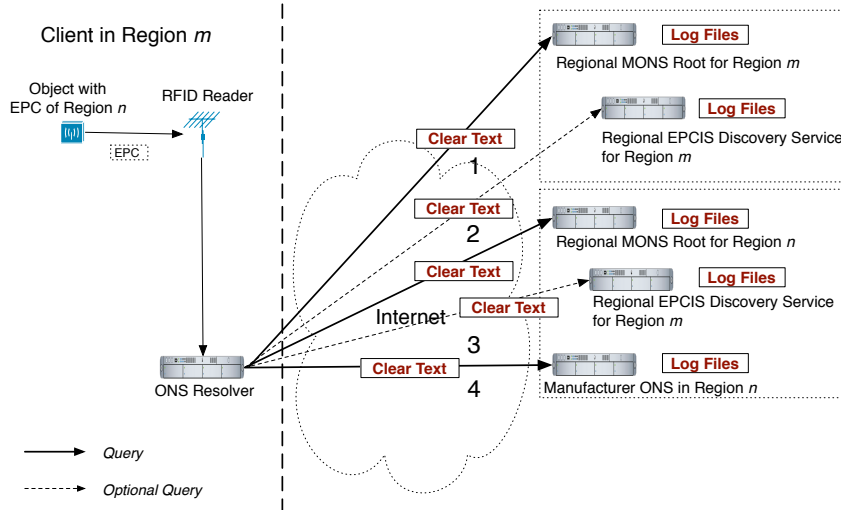 Client in Region m
Object with
EPC of Region n
RFID Reader
EPC
ONS Resolver
Query
Optional Query
Internet
Clear Text
1
Clear Text
2
Clear Text
Clear Text
3
Clear Text
4
Log Files
Regional MONS Root for Region m
Log Files
Regional EPCIS Discovery Service
for Region m
Log Files
Regional MONS Root for Region n
Log Files
Regional EPCIS Discovery Service
for Region m
Log Files
Manufacturer ONS in Region n